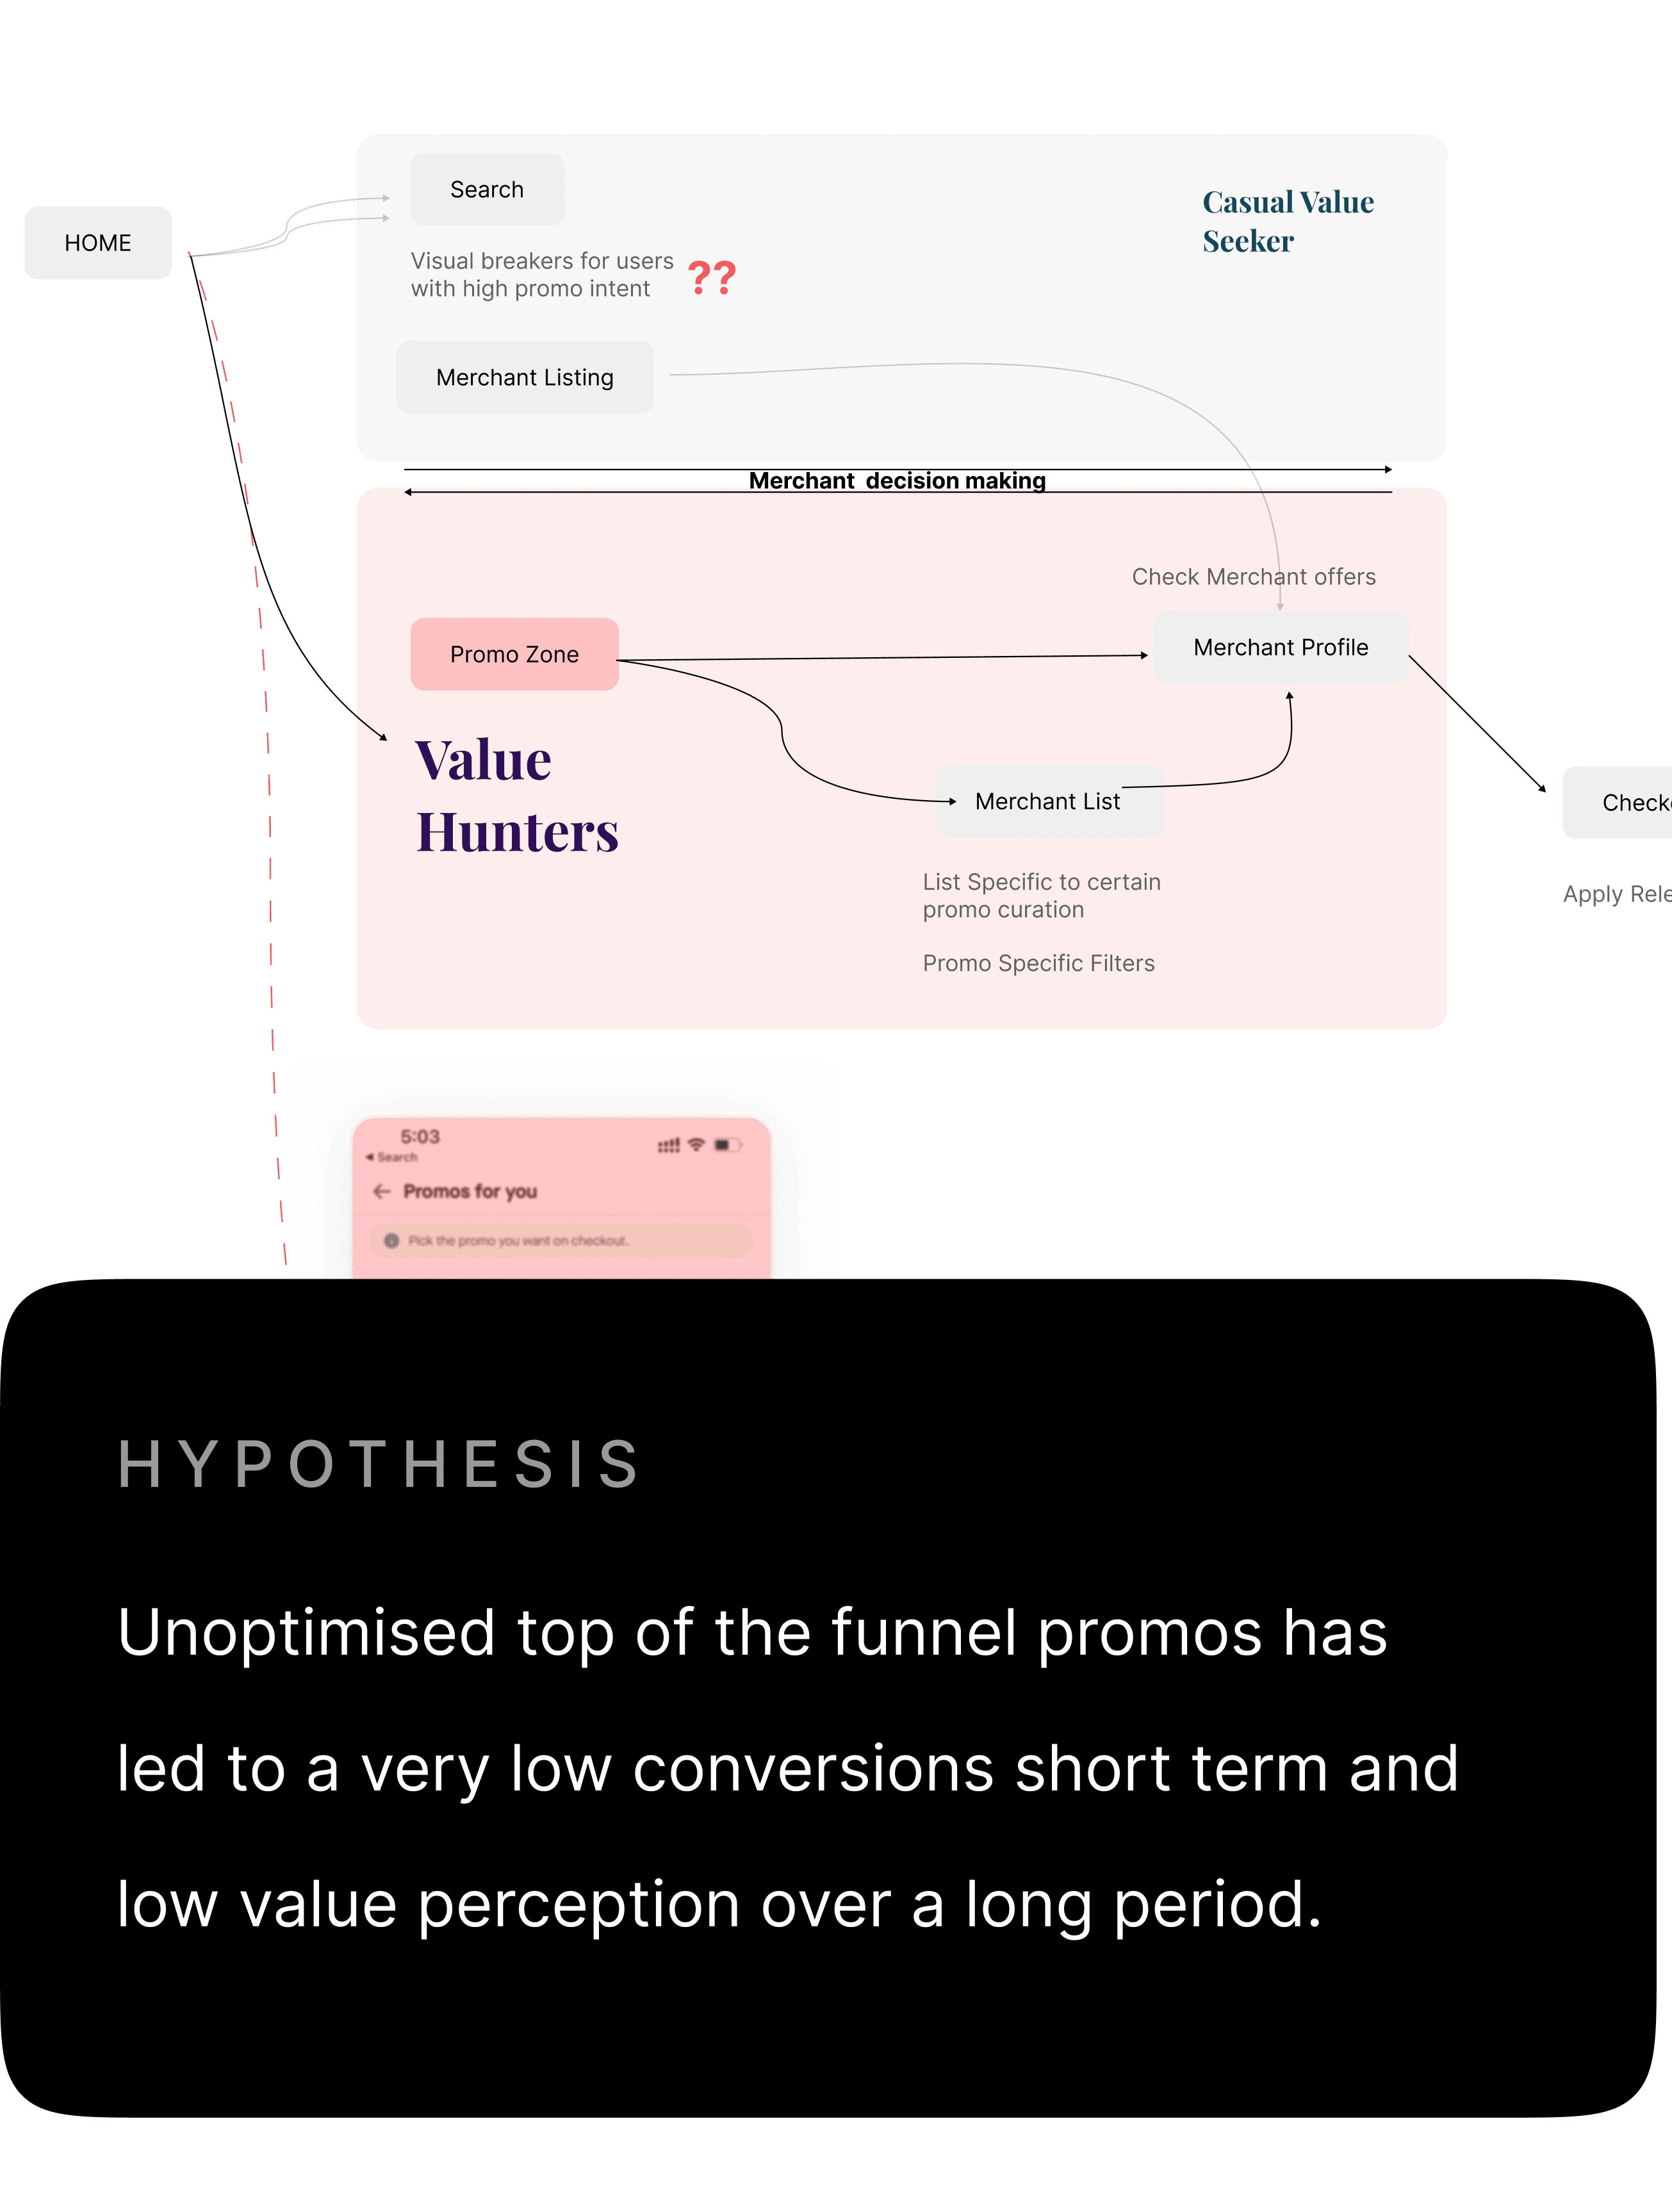 HOME
Search
Casual Value
Seeker
Visual breakers for users
with high promo intent
??
Merchant Listing
Merchant decision making
Check Merchant offers
Promo Zone
Merchant Profile
Value
Hunters
Merchant List
List Specific to certain
promo curation
Promo Specific Filters
Apply
5:03
Search
Promos for you
Pick the promo you want on checkout.
HYPOTHESIS
Unoptimised top of the funnel promos has
led to a very low conversions short term and
low value perception over a long period.